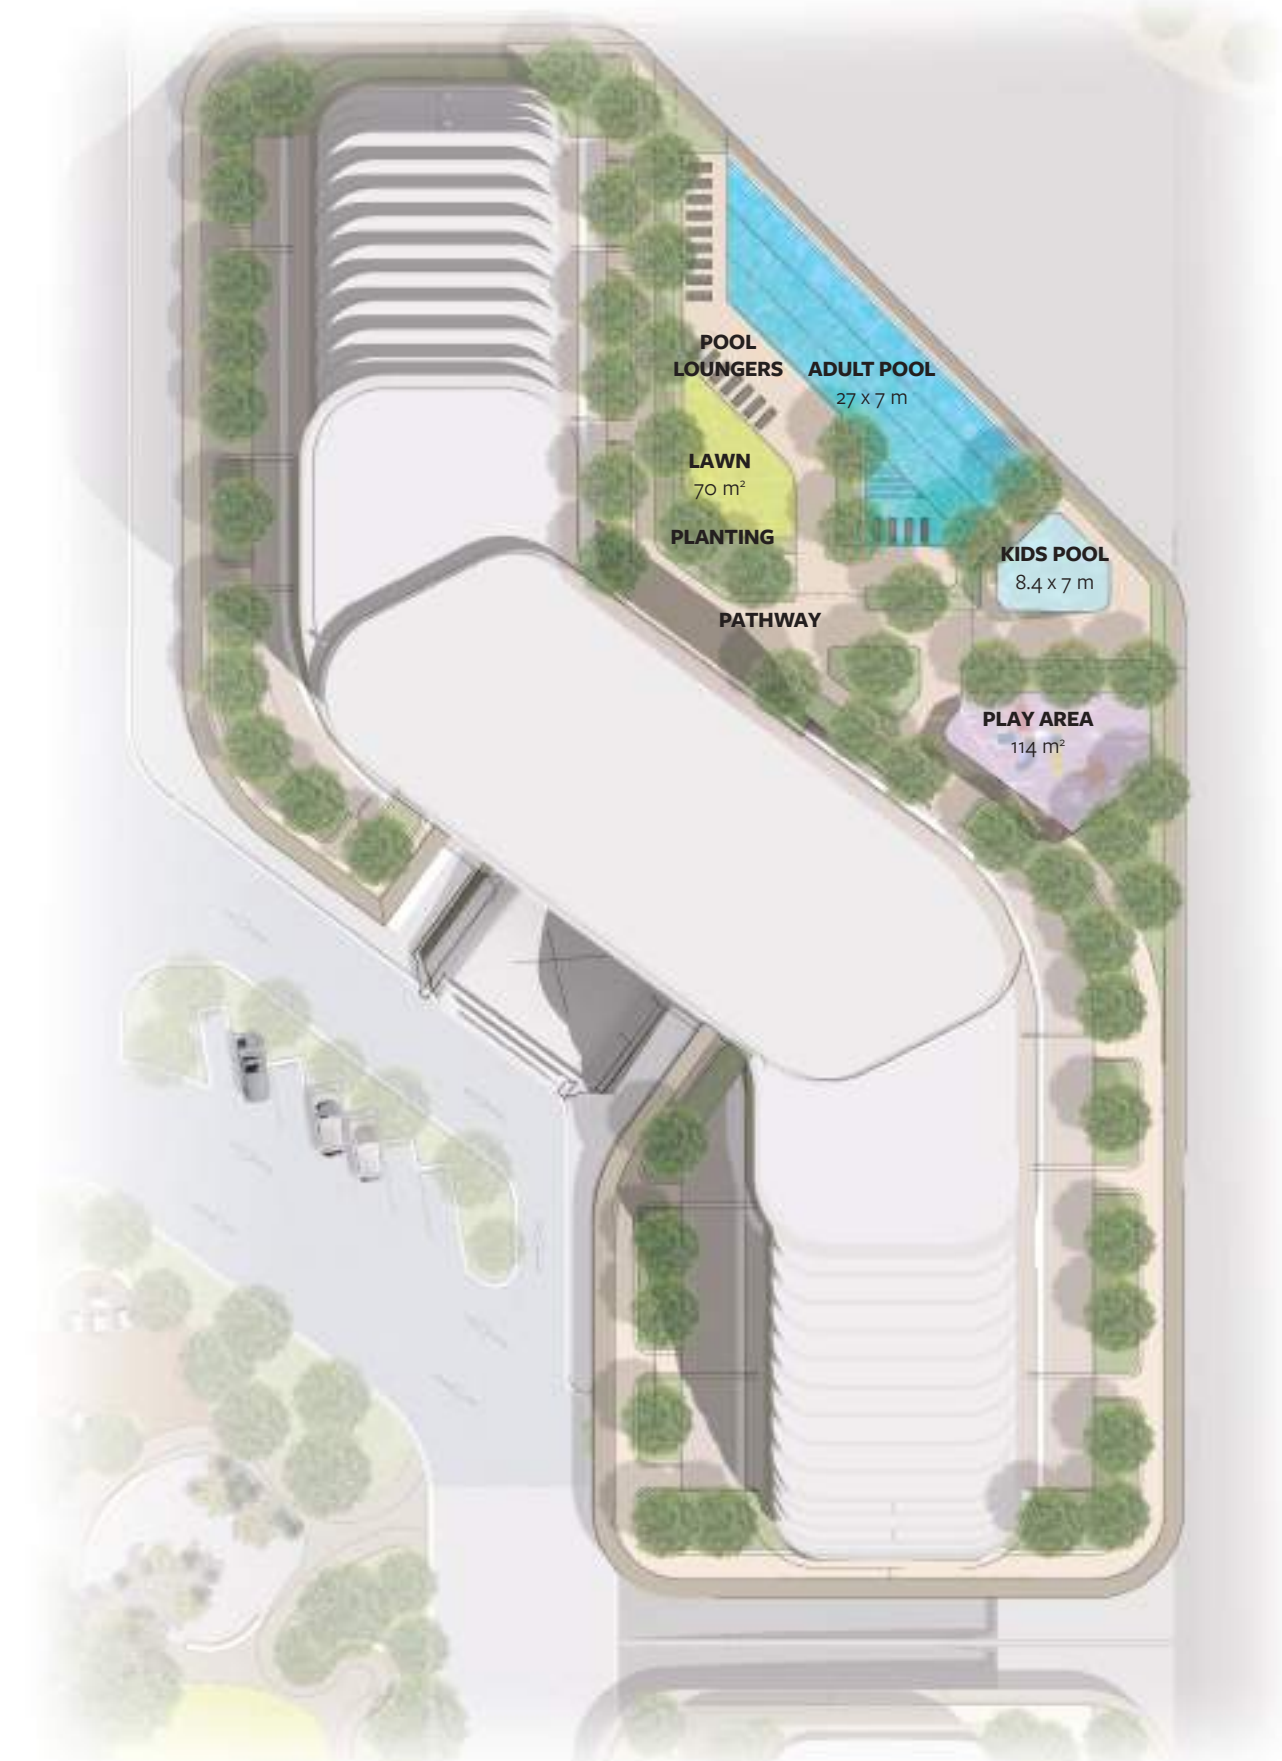 POOL
LOUNGERS
ADULT POOL
27 x 7 m
LAWN
70 m²
PLANTING
KIDS POOL
8.4 x 7 m
PATHWAY
PLAY AREA
114 m²